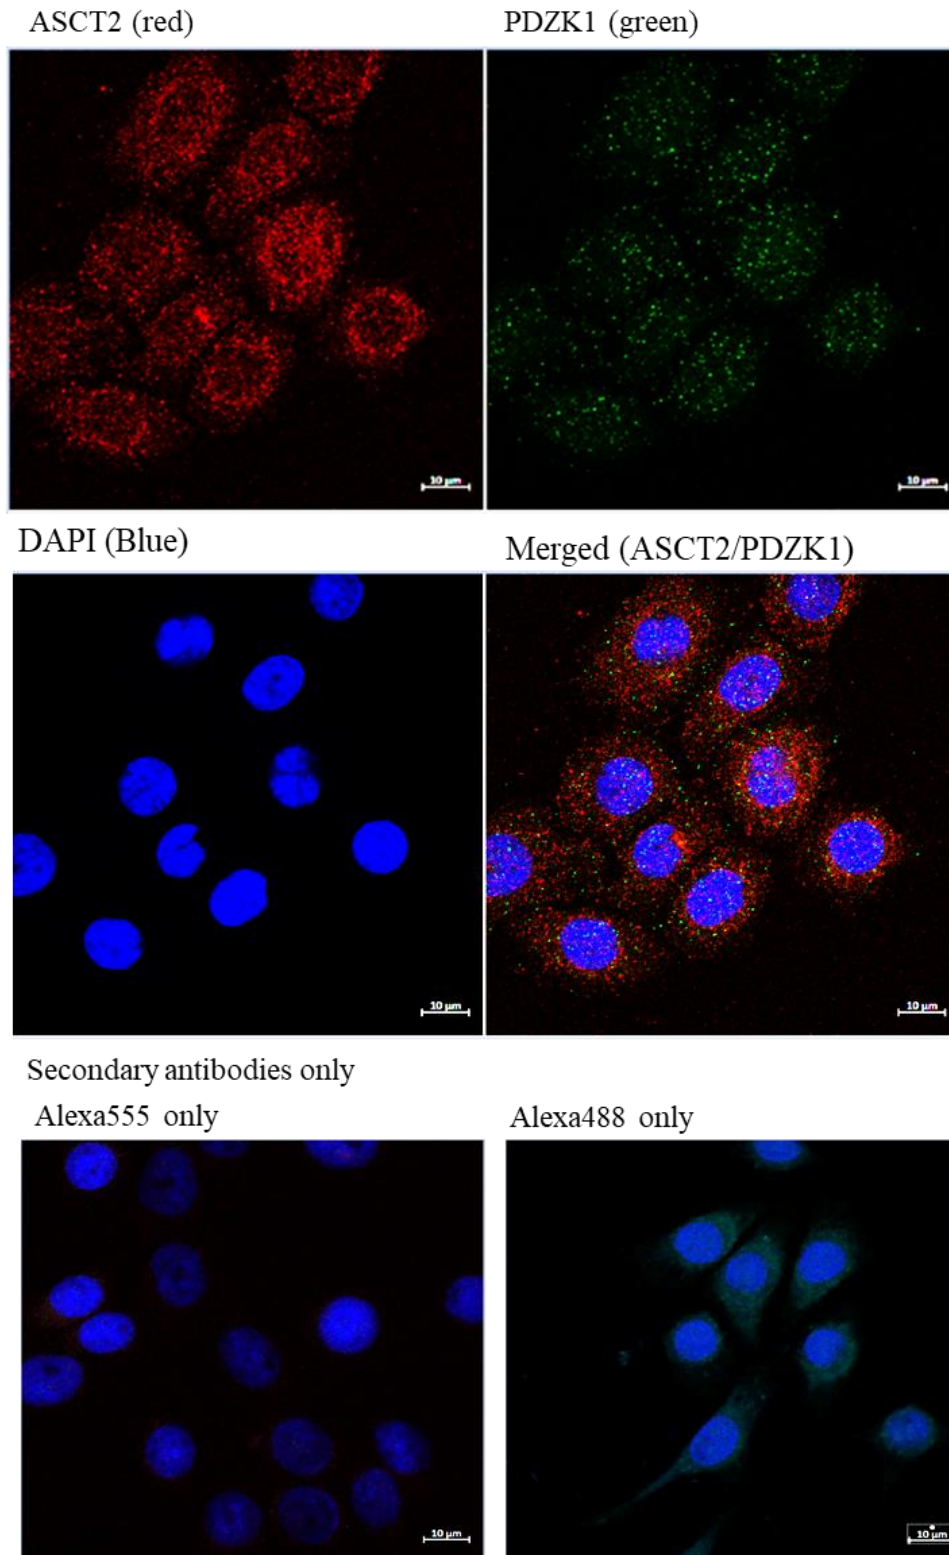 ASCT2 (red)
PDZK1 (green)
10 µm
10 µm
DAPI (Blue)
Merged (ASCT2/PDZK1)
10 µm
10 µm
Secondary antibodies only
Alexa555 only
Alexa488 only
10 µm
10 µm